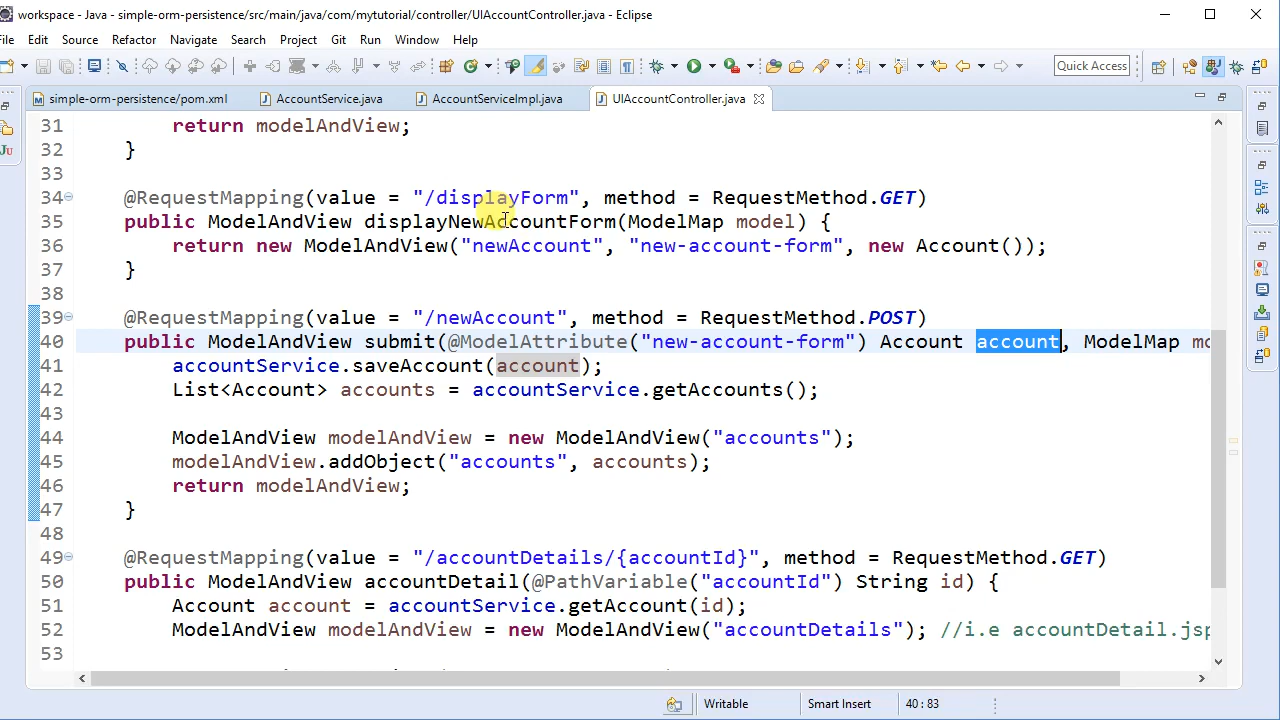 workspace - Java - simple-orm-persistence/src/main/java/com/mytutorial/controller/UIAccountController.java - Eclipse
File Edit Source Refactor Navigate Search Project Git Run Window Help
Quick Access
simple-orm-persistence/pom.xml AccountService.java AccountServiceImpl.java UIAccountController.java
31 return modelAndView;
32 }
33
34 @RequestMapping(value = "/displayForm", method = RequestMethod.GET)
35 public ModelAndView displayNewAccountForm(ModelMap model) {
36 return new ModelAndView("newAccount", "new-account-form", new Account());
37 }
38
39 @RequestMapping(value = "/newAccount", method = RequestMethod.POST)
40 public ModelAndView submit(@ModelAttribute("new-account-form") Account account, ModelMap mo
41 accountService.saveAccount(account);
42 List<Account> accounts = accountService.getAccounts();
43
44 ModelAndView modelAndView = new ModelAndView("accounts");
45 modelAndView.addObject("accounts", accounts);
46 return modelAndView;
47 }
48
49 @RequestMapping(value = "/accountDetails/{accountId}", method = RequestMethod.GET)
50 public ModelAndView accountDetail(@PathVariable("accountId") String id) {
51 Account account = accountService.getAccount(id);
52 ModelAndView modelAndView = new ModelAndView("accountDetails"); //i.e accountDetail.jsp
53
Writable Smart Insert 40 : 83